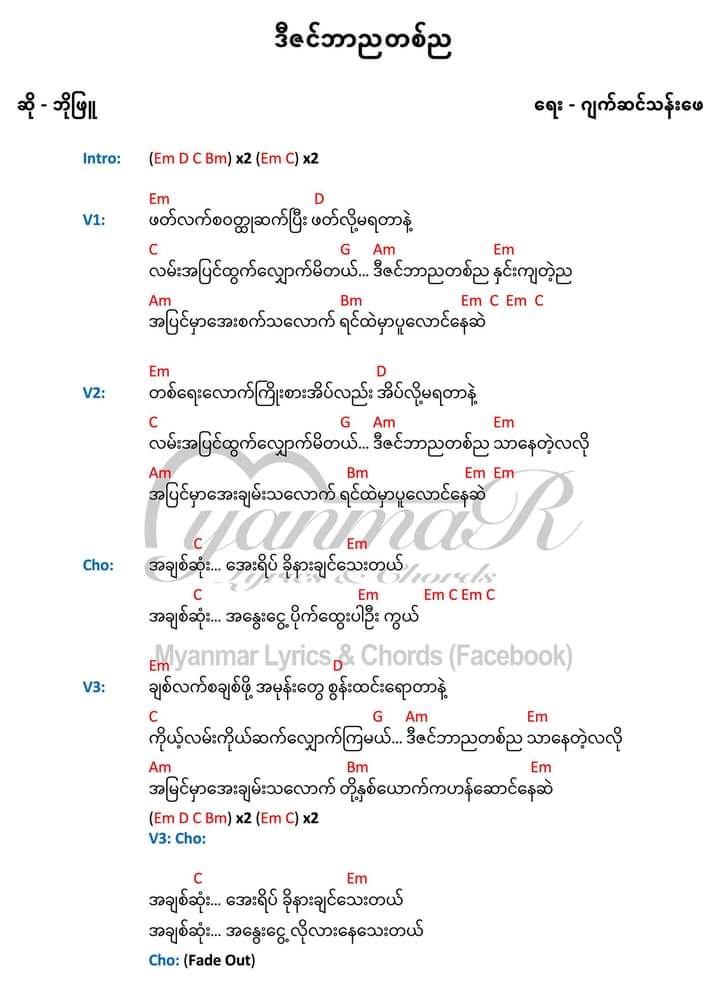 ဒီဇင်ဘာညတစ်ည
ဆို - ဘိုဖြူ ရေး - ဂျက်ဆင်သန်းဖေ
Intro: (Em D C Bm) x2 (Em C) x2
Em D
V1: ဖတ်လက်စဝတ္ထုဆက်ပြီး ဖတ်လို့မရတာနဲ့
C G Am Em
လမ်းအပြင်ထွက်လျှောက်မိတယ်... ဒီဇင်ဘာညတစ်ည နှင်းကျတဲ့ည
Am Bm Em C Em C
အပြင်မှာအေးစက်သလောက် ရင်ထဲမှာပူလောင်နေဆဲ
Em D
V2: တစ်ရေးလောက်ကြိုးစားအိပ်လည်း အိပ်လို့မရတာနဲ့
C G Am Em
လမ်းအပြင်ထွက်လျှောက်မိတယ်... ဒီဇင်ဘာညတစ်ည သာနေတဲ့လလို
Am Bm Em Em
အပြင်မှာအေးချမ်းသလောက် ရင်ထဲမှာပူလောင်နေဆဲ
MyanmaR
Lyrics & Chords
C Em
Cho: အချစ်ဆုံး... အေးရိပ် ခိုနားချင်သေးတယ်
C Em Em C Em C
အချစ်ဆုံး... အနွေးငွေ့ ပိုက်ထွေးပါဦး ကွယ်
Myanmar Lyrics & Chords (Facebook)
Em D
V3: ချစ်လက်စချစ်ဖို့ အမုန်းတွေ စွန်းထင်းရောတာနဲ့
C G Am Em
ကိုယ့်လမ်းကိုယ်ဆက်လျှောက်ကြမယ်... ဒီဇင်ဘာညတစ်ည သာနေတဲ့လလို
Am Bm Em
အမြင်မှာအေးချမ်းသလောက် တို့နှစ်ယောက်ကဟန်ဆောင်နေဆဲ
(Em D C Bm) x2 (Em C) x2
V3: Cho:
C Em
အချစ်ဆုံး... အေးရိပ် ခိုနားချင်သေးတယ်
အချစ်ဆုံး... အနွေးငွေ့ လိုလားနေသေးတယ်
Cho: (Fade Out)